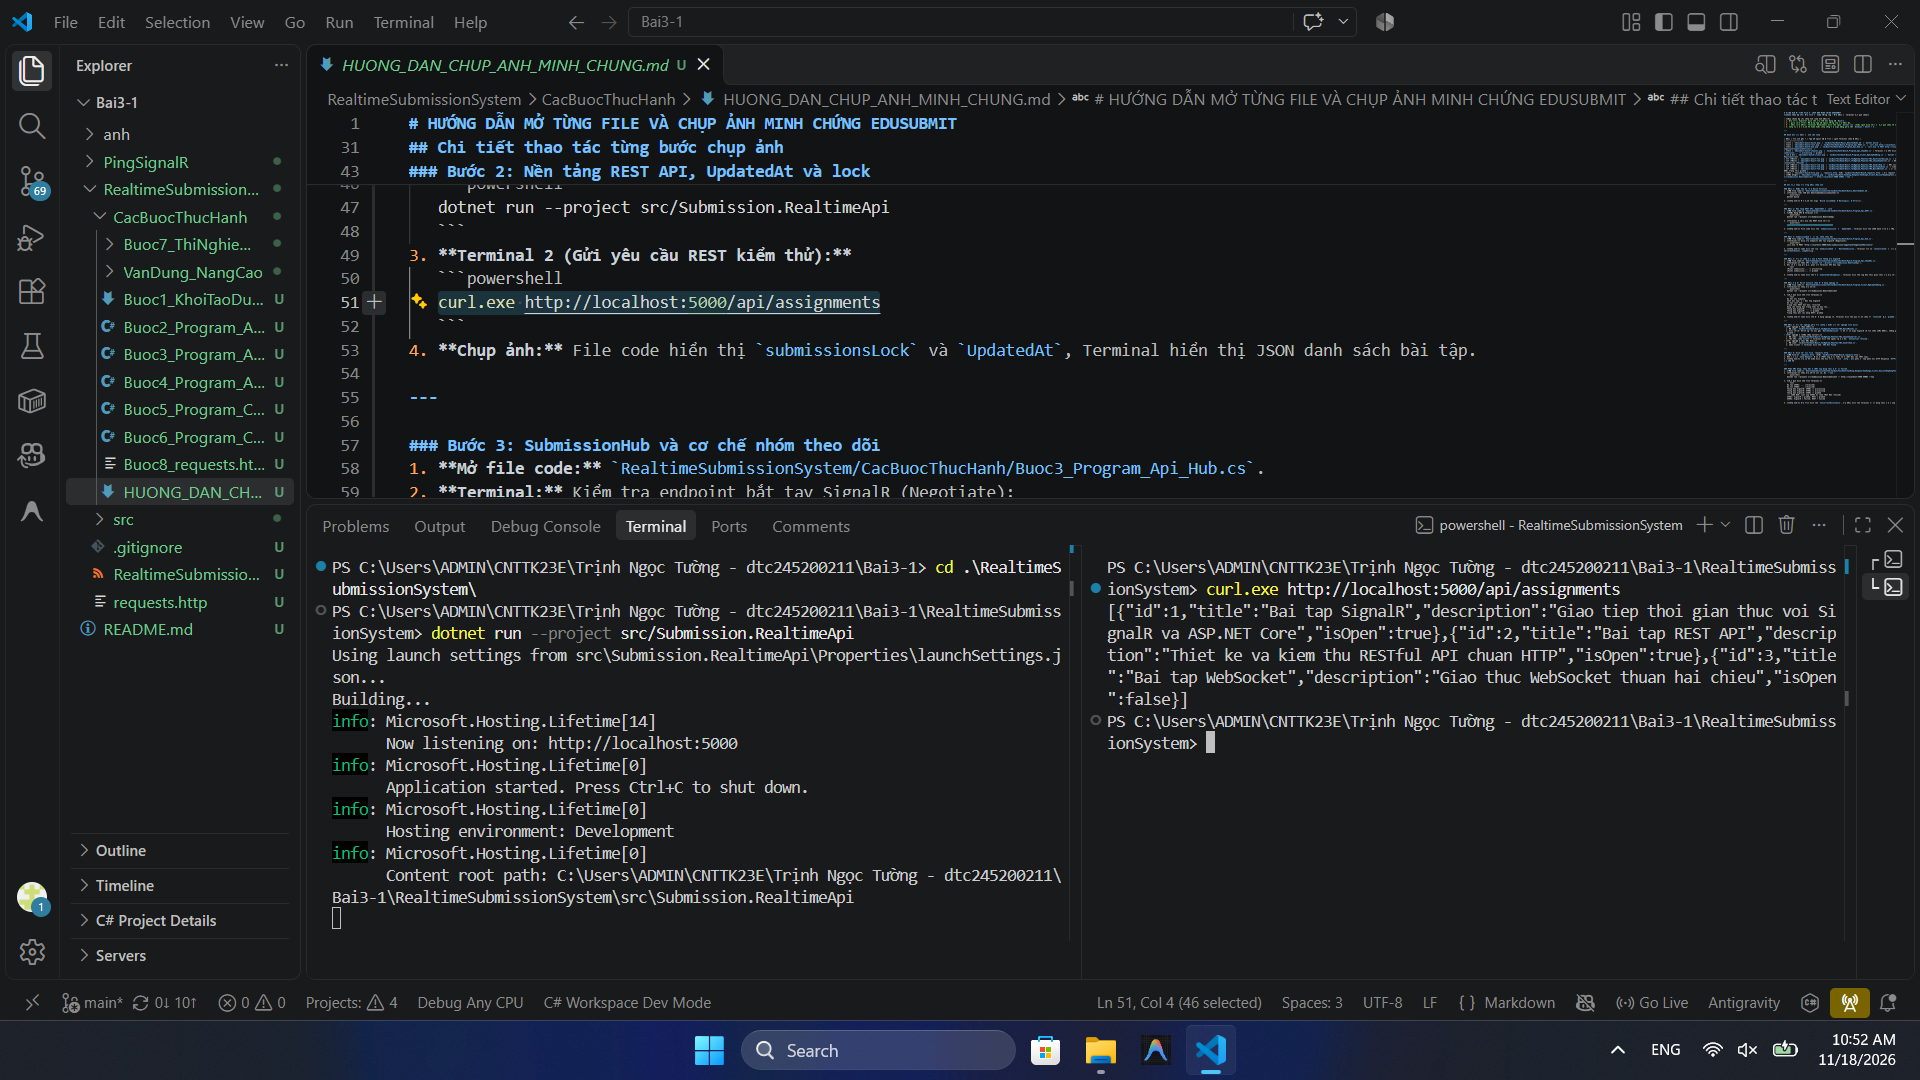 File Edit Selection View Go Run Terminal Help
Bai3-1
Explorer
Bai3-1
anh
PingSignalR
RealtimeSubmission...
CacBuocThucHanh
Buoc7_ThiNghie...
VanDung_NangCao
Buoc1_KhoiTaoDu... U
Buoc2_Program_A... U
Buoc3_Program_A... U
Buoc4_Program_A... U
Buoc5_Program_C... U
Buoc6_Program_C... U
Buoc8_requests.ht... U
HUONG_DAN_CH... U
src
.gitignore U
RealtimeSubmissio... U
requests.http U
README.md U
Outline
Timeline
C# Project Details
Servers
69
1
HUONG_DAN_CHUP_ANH_MINH_CHUNG.md U
RealtimeSubmissionSystem > CacBuocThucHanh > HUONG_DAN_CHUP_ANH_MINH_CHUNG.md > # HƯỚNG DẪN MỞ TỪNG FILE VÀ CHỤP ẢNH MINH CHỨNG EDUSUBMIT > ## Chi tiết thao tác t Text Editor
1 # HƯỚNG DẪN MỞ TỪNG FILE VÀ CHỤP ẢNH MINH CHỨNG EDUSUBMIT
31 ## Chi tiết thao tác từng bước chụp ảnh
43 ### Bước 2: Nền tảng REST API, UpdatedAt và lock
46 powershell
47 dotnet run --project src/Submission.RealtimeApi
48 ```
49 3. **Terminal 2 (Gửi yêu cầu REST kiểm thử):**
50 ```powershell
51 curl.exe http://localhost:5000/api/assignments
52 ```
53 4. **Chụp ảnh:** File code hiển thị `submissionsLock` và `UpdatedAt`, Terminal hiển thị JSON danh sách bài tập.
54
55 ---
56
57 ### Bước 3: SubmissionHub và cơ chế nhóm theo dõi
58 1. **Mở file code:** `RealtimeSubmissionSystem/CacBuocThucHanh/Buoc3_Program_Api_Hub.cs`.
59 2. **Terminal:** Kiểm tra endpoint bắt tay SignalR (Negotiate):
Problems Output Debug Console Terminal Ports Comments
powershell - RealtimeSubmissionSystem
PS C:\Users\ADMIN\CNTTK23E\Trịnh Ngọc Tường - dtc245200211\Bai3-1> cd .\RealtimeS
ubmissionSystem\
PS C:\Users\ADMIN\CNTTK23E\Trịnh Ngọc Tường - dtc245200211\Bai3-1\RealtimeSubmiss
ionSystem> dotnet run --project src/Submission.RealtimeApi
Using launch settings from src\Submission.RealtimeApi\Properties\launchSettings.j
son...
Building...
info: Microsoft.Hosting.Lifetime[14]
Now listening on: http://localhost:5000
info: Microsoft.Hosting.Lifetime[0]
Application started. Press Ctrl+C to shut down.
info: Microsoft.Hosting.Lifetime[0]
Hosting environment: Development
info: Microsoft.Hosting.Lifetime[0]
Content root path: C:\Users\ADMIN\CNTTK23E\Trịnh Ngọc Tường - dtc245200211\
Bai3-1\RealtimeSubmissionSystem\src\Submission.RealtimeApi
PS C:\Users\ADMIN\CNTTK23E\Trịnh Ngọc Tường - dtc245200211\Bai3-1\RealtimeSubmiss
ionSystem> curl.exe http://localhost:5000/api/assignments
[{"id":1,"title":"Bai tap SignalR","description":"Giao tiep thoi gian thuc voi Si
gnalR va ASP.NET Core","isOpen":true},{"id":2,"title":"Bai tap REST API","descrip
tion":"Thiet ke va kiem thu RESTful API chuan HTTP","isOpen":true},{"id":3,"title
":"Bai tap WebSocket","description":"Giao thuc WebSocket thuan hai chieu","isOpen
":false}]
PS C:\Users\ADMIN\CNTTK23E\Trịnh Ngọc Tường - dtc245200211\Bai3-1\RealtimeSubmiss
ionSystem>
main* 0↓ 10↑ 0 0 Projects: 4 Debug Any CPU C# Workspace Dev Mode
Ln 51, Col 4 (46 selected) Spaces: 3 UTF-8 LF { } Markdown Go Live Antigravity
Search
ENG
10:52 AM
11/18/2026